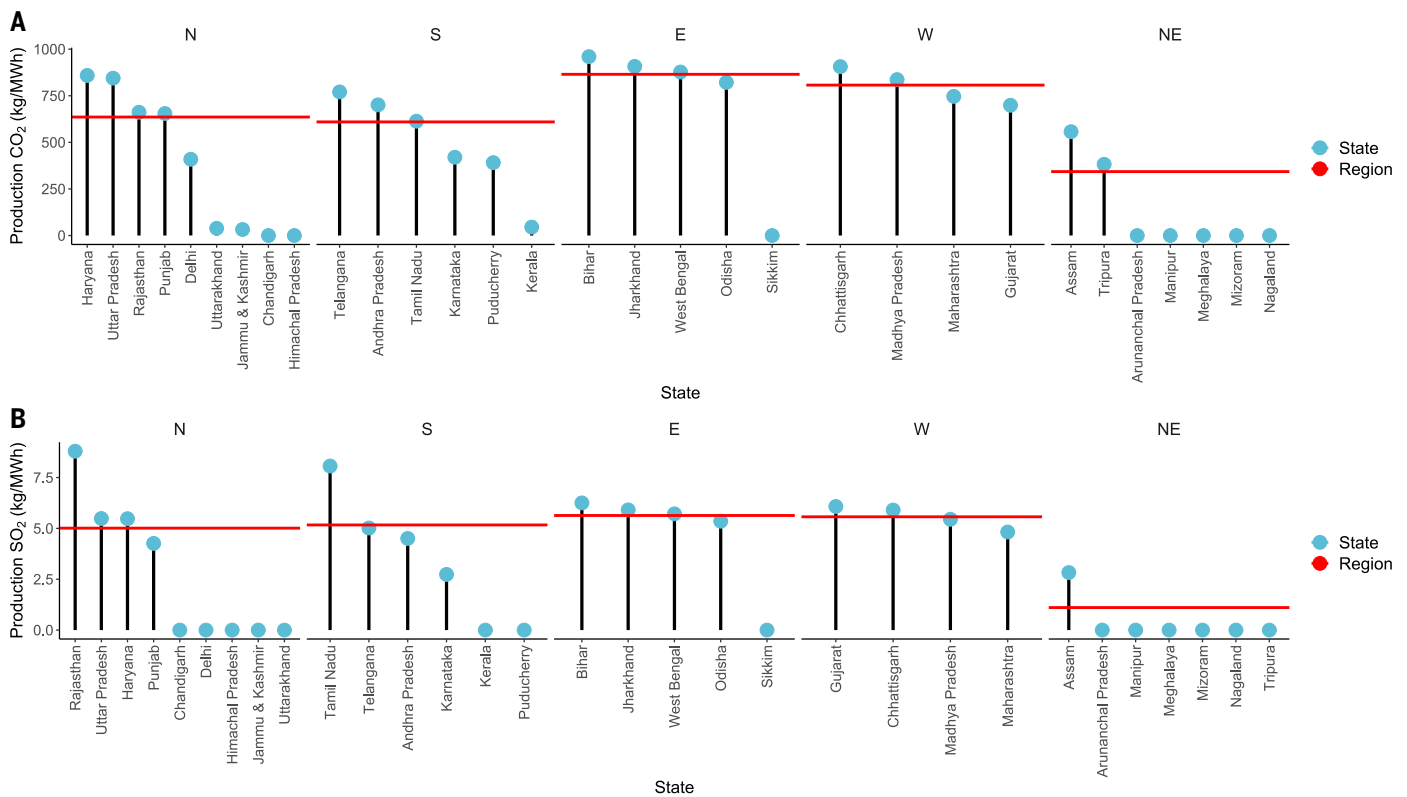 A
N
S
E
W
NE
Production CO2 (kg/MWh)
1000
750
500
250
0
Haryana
Uttar Pradesh
Rajasthan
Punjab
Delhi
Uttarakhand
Jammu & Kashmir
Chandigarh
Himachal Pradesh
Telangana
Andhra Pradesh
Tamil Nadu
Karnataka
Puducherry
Kerala
Bihar
Jharkhand
West Bengal
Odisha
Sikkim
Chhattisgarh
Madhya Pradesh
Maharashtra
Gujarat
Assam
Tripura
Arunanchal Pradesh
Manipur
Meghalaya
Mizoram
Nagaland
State
State
Region
B
N
S
E
W
NE
Production SO2 (kg/MWh)
7.5
5.0
2.5
0.0
Rajasthan
Uttar Pradesh
Haryana
Punjab
Chandigarh
Delhi
Himachal Pradesh
Jammu & Kashmir
Uttarakhand
Tamil Nadu
Telangana
Andhra Pradesh
Karnataka
Kerala
Puducherry
Bihar
Jharkhand
West Bengal
Odisha
Sikkim
Gujarat
Chhattisgarh
Madhya Pradesh
Maharashtra
Assam
Arunanchal Pradesh
Manipur
Meghalaya
Mizoram
Nagaland
Tripura
State
State
Region